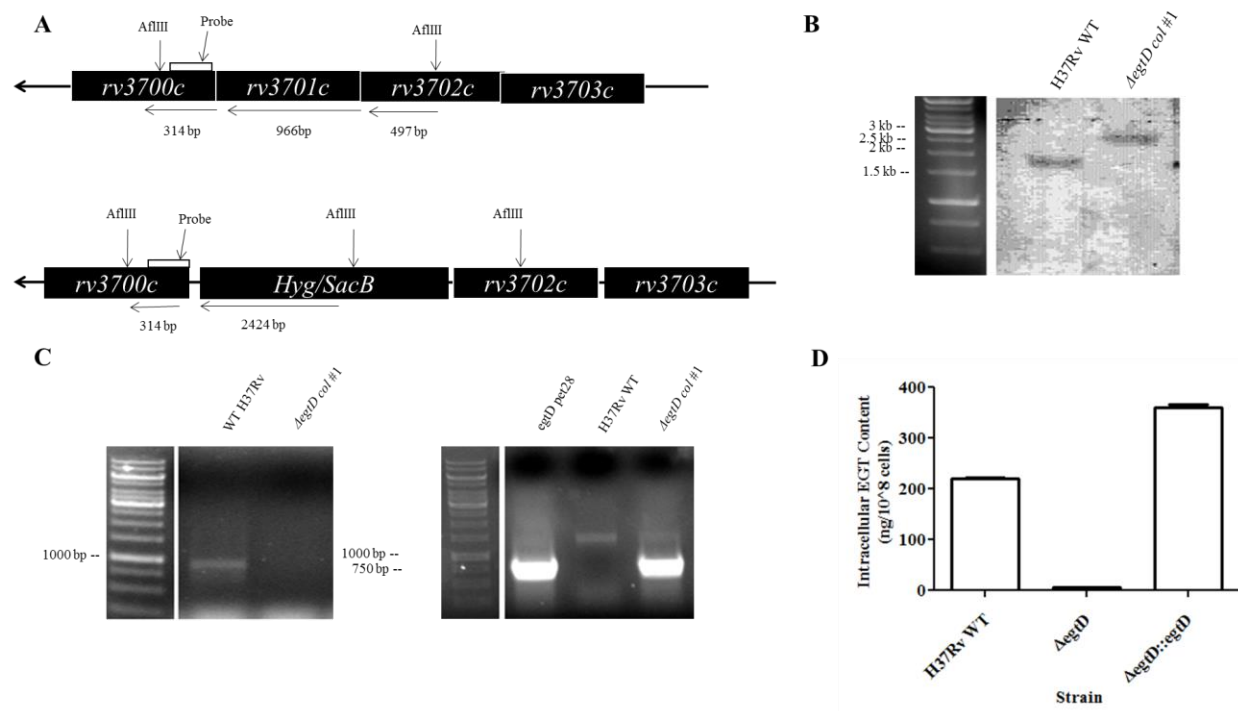 A
AflIII
Probe
AflIII
rv3700c
rv3701c
rv3702c
rv3703c
314 bp
966bp
497 bp
AflIII
Probe
AflIII
AflIII
rv3700c
Hyg/SacB
rv3702c
rv3703c
314 bp
2424 bp
B
H37Rv WT
ΔegtD col #1
3 kb --
2.5 kb --
2 kb --
1.5 kb --
C
WT H37Rv
ΔegtD col #1
1000 bp --
egtD pet28
H37Rv WT
ΔegtD col #1
1000 bp --
750 bp --
D
Intracellular EGT Content
(ng/10^8 cells)
400
300
200
100
0
H37Rv WT
ΔegtD
ΔegtD::egtD
Strain